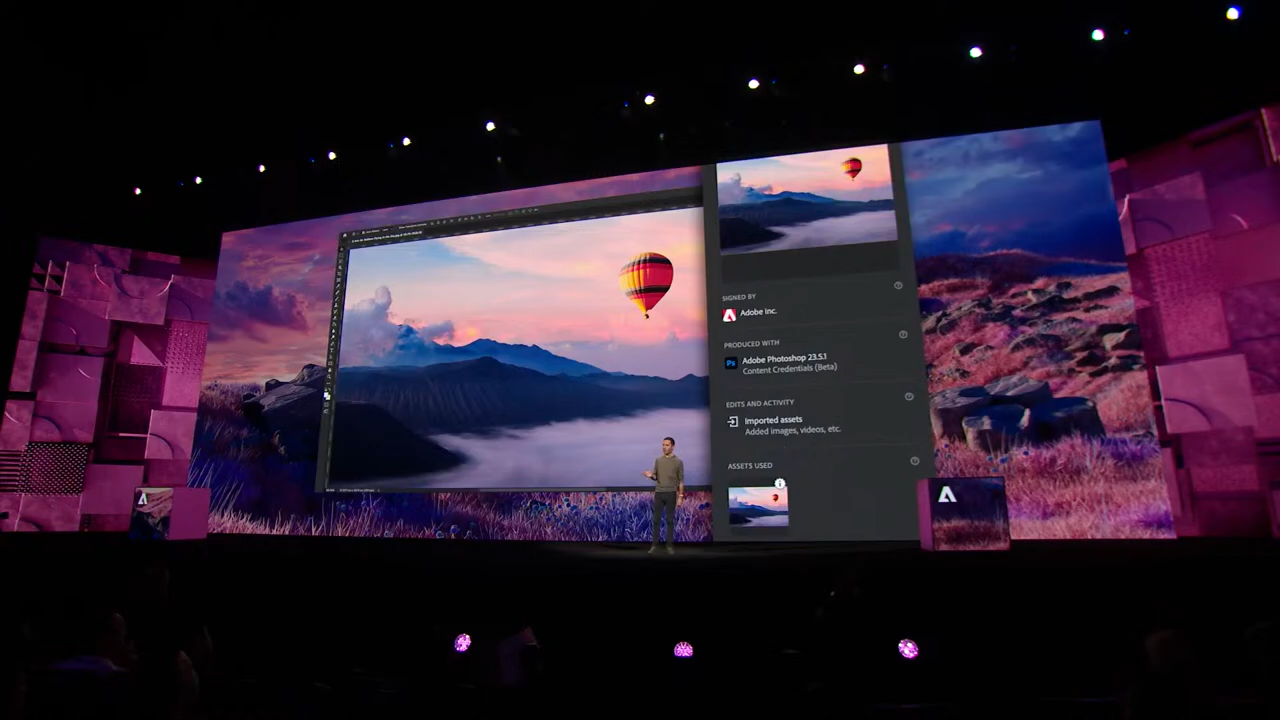 SIGNED BY
Adobe Inc.
PRODUCED WITH
Ps
Adobe Photoshop 23.5.1
Content Credentials (Beta)
EDITS AND ACTIVITY
Imported assets
Added images, videos, etc.
ASSETS USED